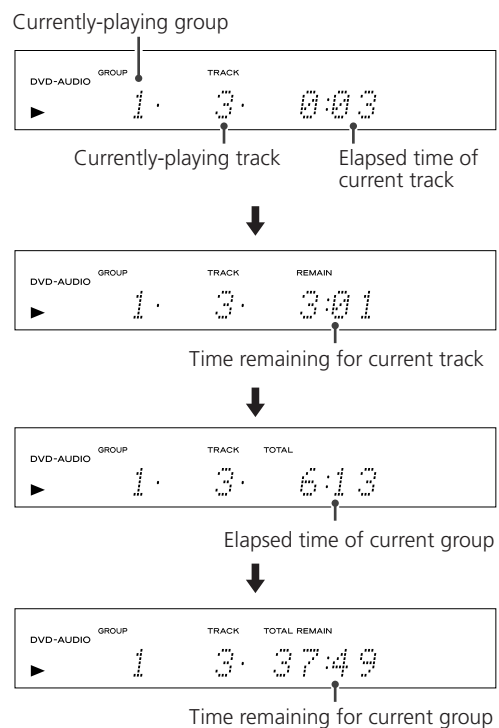 Currently-playing group
DVD-AUDIO GROUP TRACK
1· 3· 0:03
Currently-playing track
Elapsed time of
current track
DVD-AUDIO GROUP TRACK REMAIN
1· 3· 3:01
Time remaining for current track
DVD-AUDIO GROUP TRACK TOTAL
1· 3· 6:13
Elapsed time of current group
DVD-AUDIO GROUP TRACK TOTAL REMAIN
1 3· 37:49
Time remaining for current group